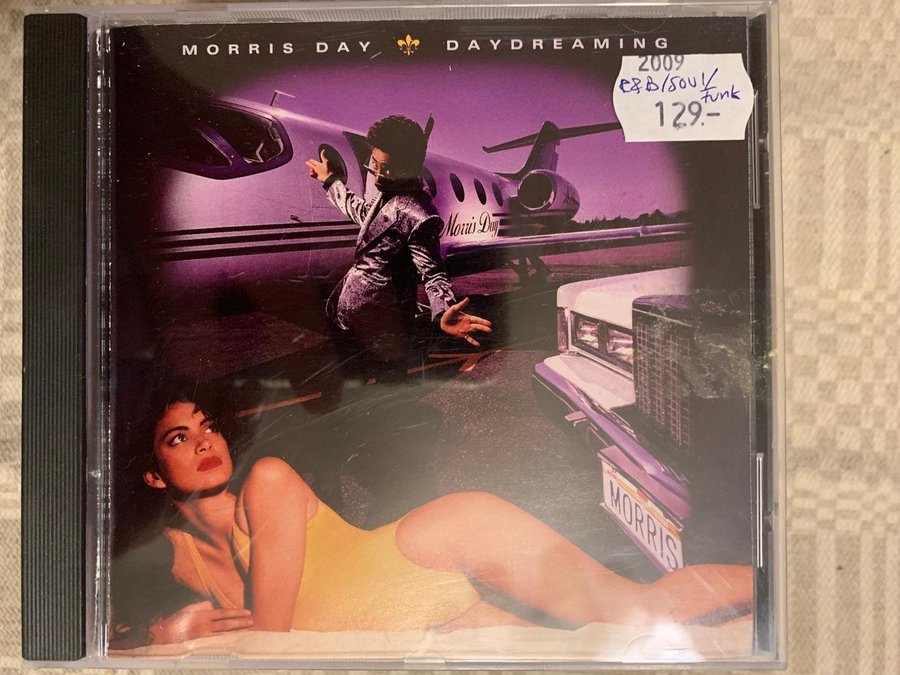 MORRIS DAY ⚜ DAYDREAMING
2009
R&B/SOUL/
Funk
129.-
Morris Day
MORRIS